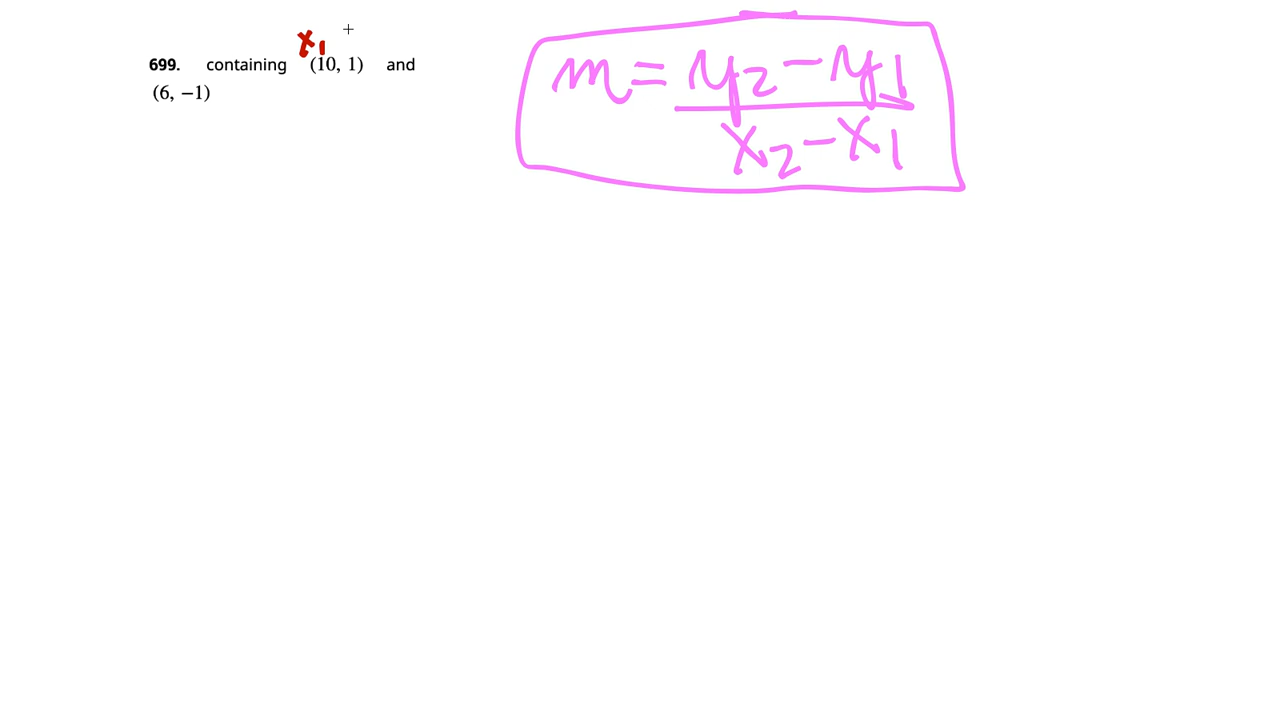 x₁
699. containing (10, 1) and
(6, −1)
m = y₂ − y₁
x₂ − x₁